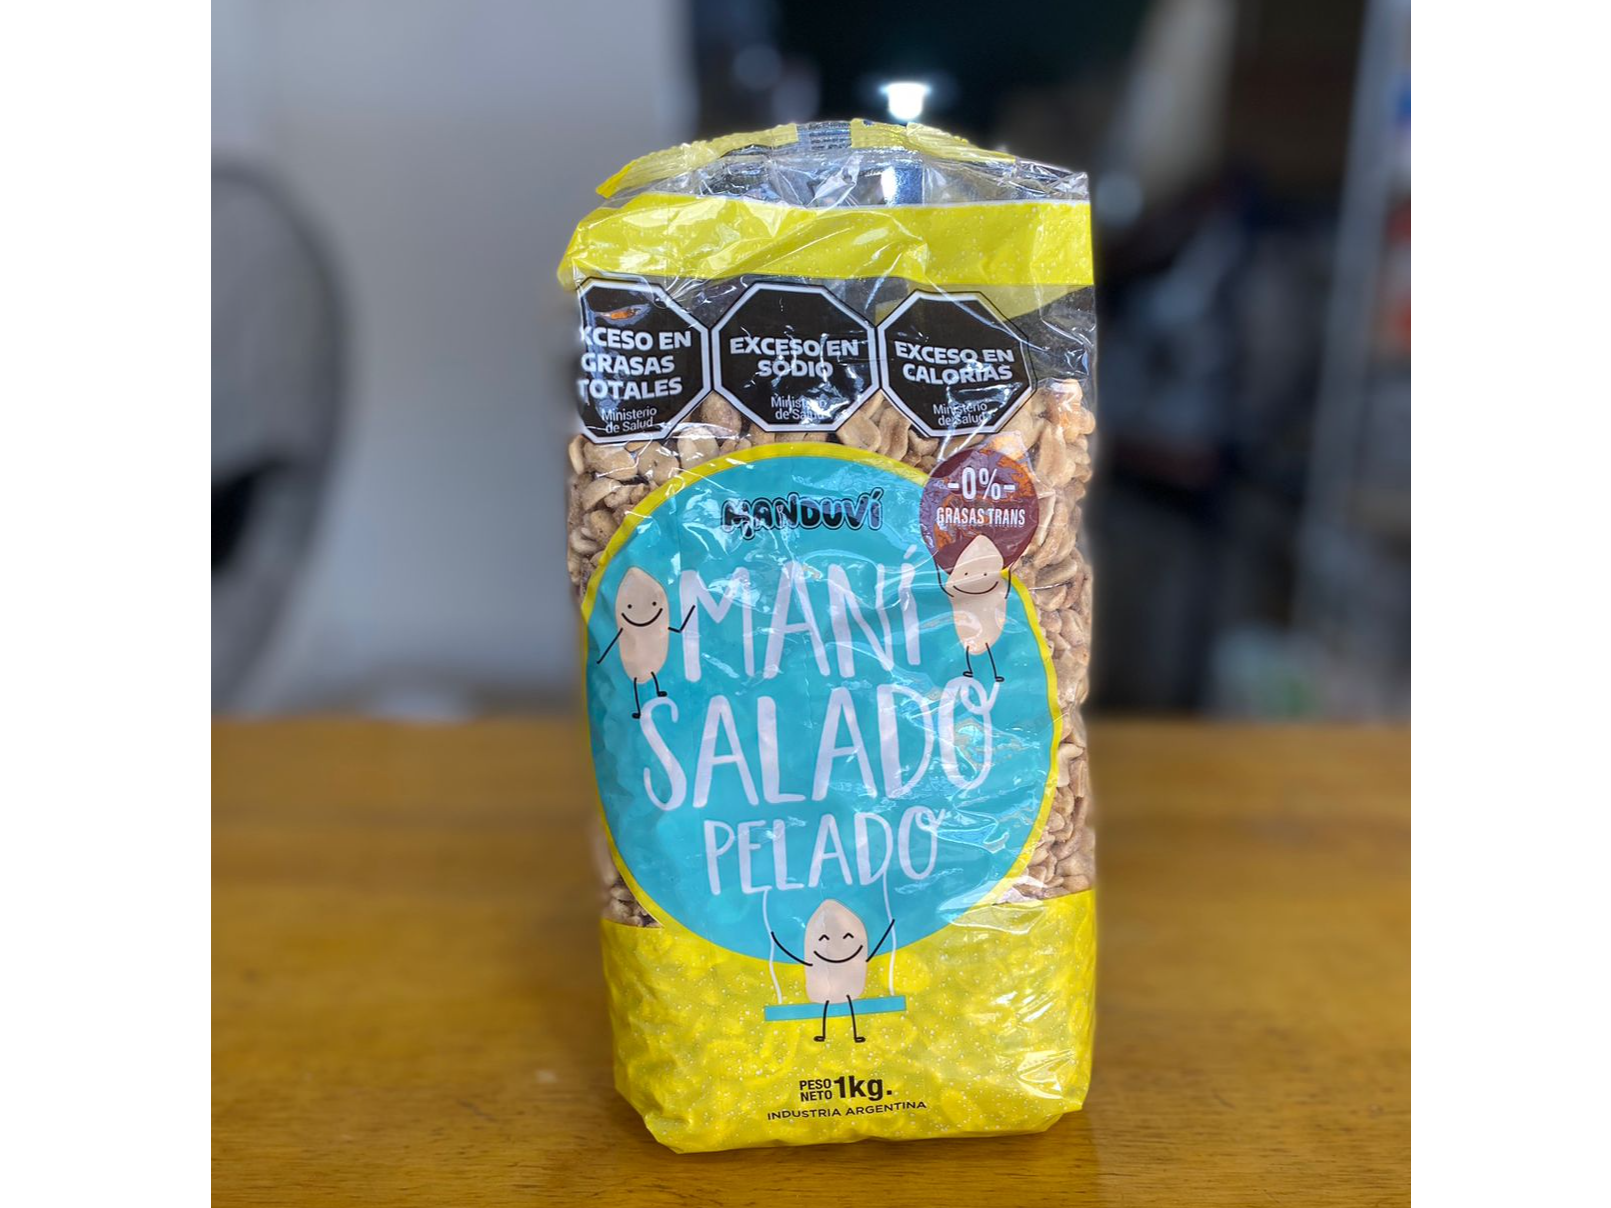 XCESO EN
GRASAS
TOTALES
Ministerio
de Salud
EXCESO EN
SODIO
Ministerio
de Salud
EXCESO EN
CALORÍAS
Ministerio
de Salud
MANDUVÍ
-0%-
GRASAS TRANS
MANÍ
SALADO
PELADO
PESO
NETO 1kg.
INDUSTRIA ARGENTINA